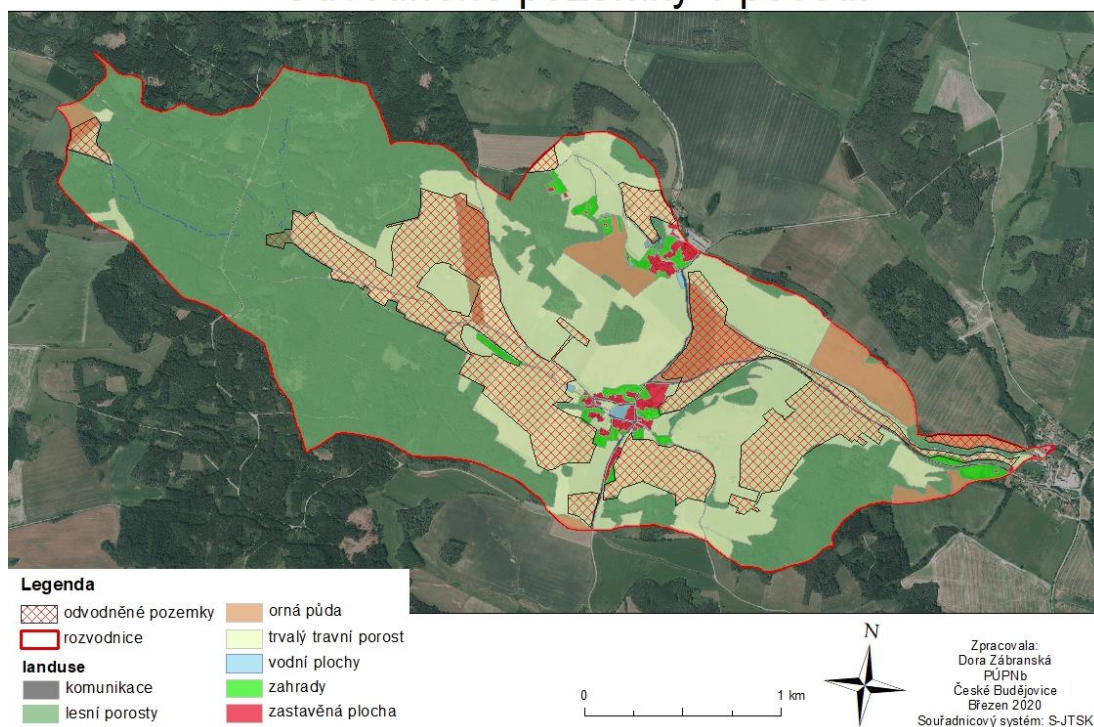 Legenda
odvodněné pozemky
rozvodnice
landuse
komunikace
lesní porosty
orná půda
trvalý travní porost
vodní plochy
zahrady
zastavěná plocha
0 1 km
N
Zpracovala:
Dora Zábranská
PÚPNb
České Budějovice
Březen 2020
Souřadnicový systém: S-JTSK